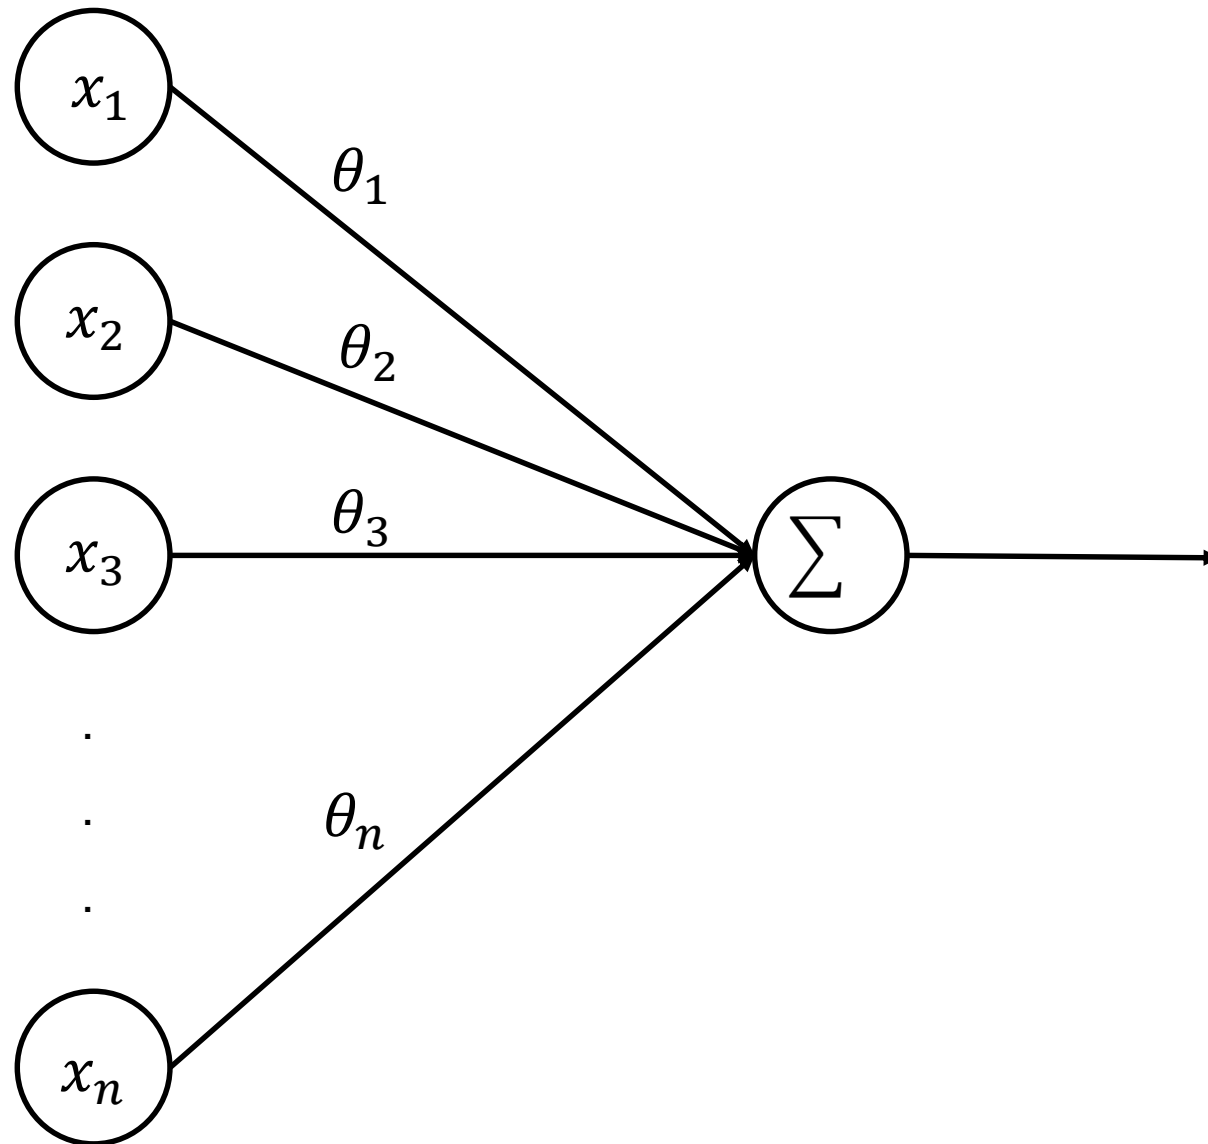 x₁
θ₁
x₂
θ₂
x₃
θ₃
∑
.
.
.
θₙ
xₙ